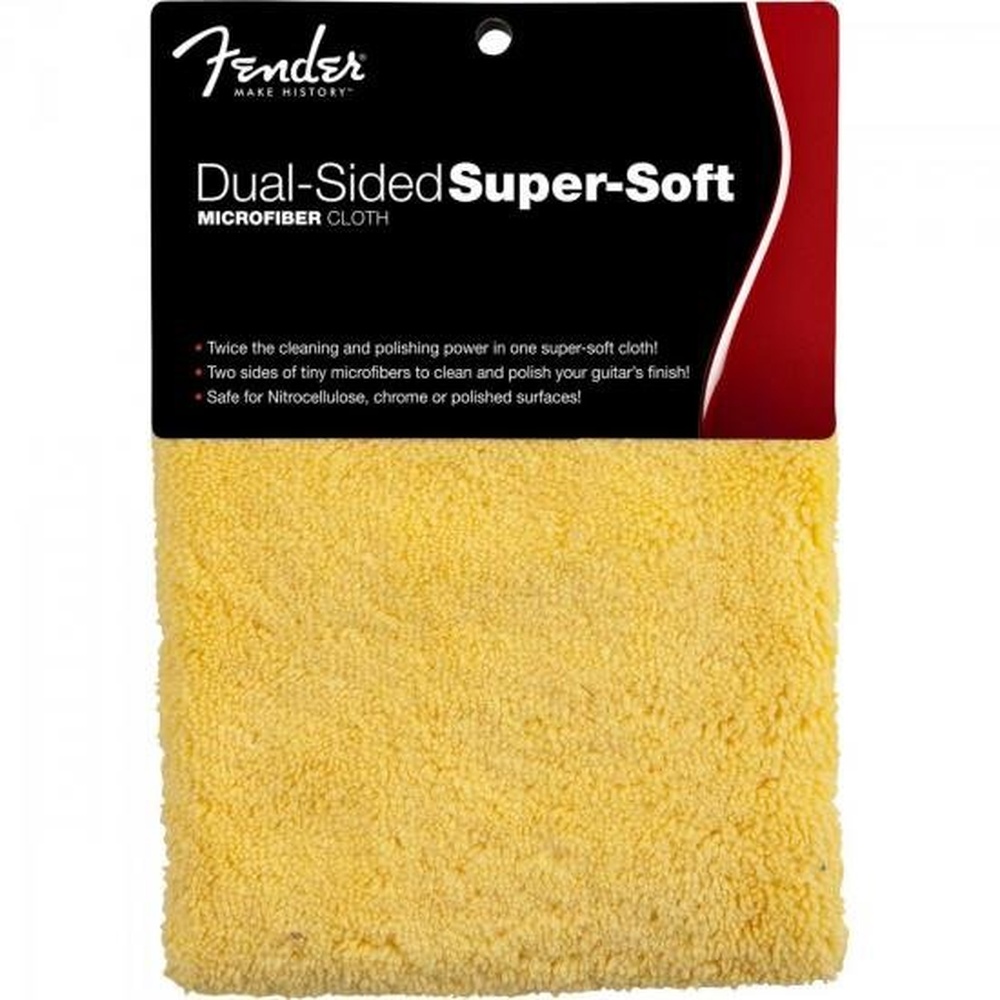 Fender®
MAKE HISTORY™
Dual-Sided Super-Soft
MICROFIBER CLOTH
• Twice the cleaning and polishing power in one super-soft cloth!
• Two sides of tiny microfibers to clean and polish your guitar's finish!
• Safe for Nitrocellulose, chrome or polished surfaces!